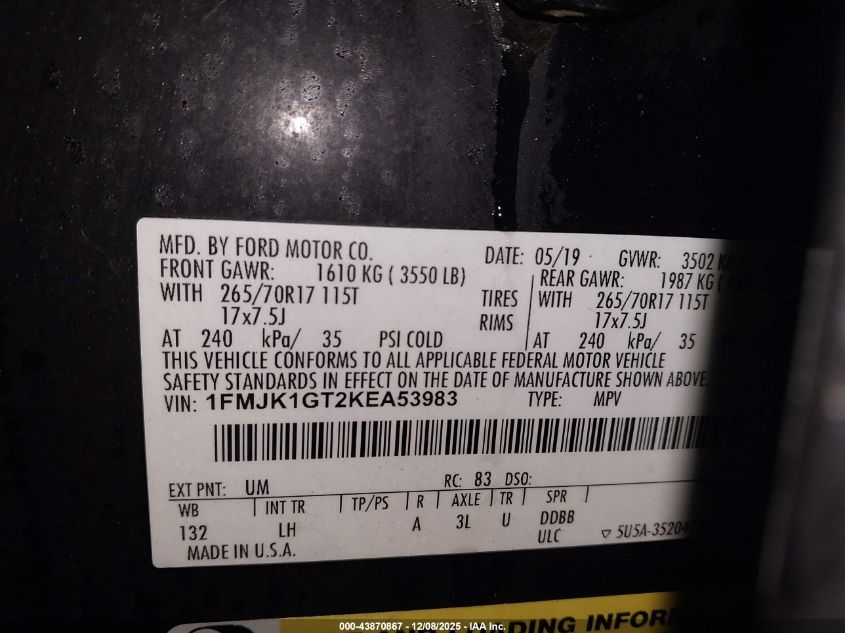 MFD. BY FORD MOTOR CO. DATE: 05/19 GVWR: 3502 KG
FRONT GAWR: 1610 KG ( 3550 LB) REAR GAWR: 1987 KG (
WITH 265/70R17 115T TIRES WITH 265/70R17 115T
17x7.5J RIMS 17x7.5J
AT 240 kPa/ 35 PSI COLD AT 240 kPa/ 35
THIS VEHICLE CONFORMS TO ALL APPLICABLE FEDERAL MOTOR VEHICLE
SAFETY STANDARDS IN EFFECT ON THE DATE OF MANUFACTURE SHOWN ABOVE.
VIN: 1FMJK1GT2KEA53983 TYPE: MPV
EXT PNT: UM RC: 83 DSO:
WB INT TR TP/PS R AXLE TR SPR
132 LH A 3L U DDBB
ULC
MADE IN U.S.A. ▽ 5U5A-35204
LOADING INFOR
000-43870867 - 12/08/2025 - IAA Inc.